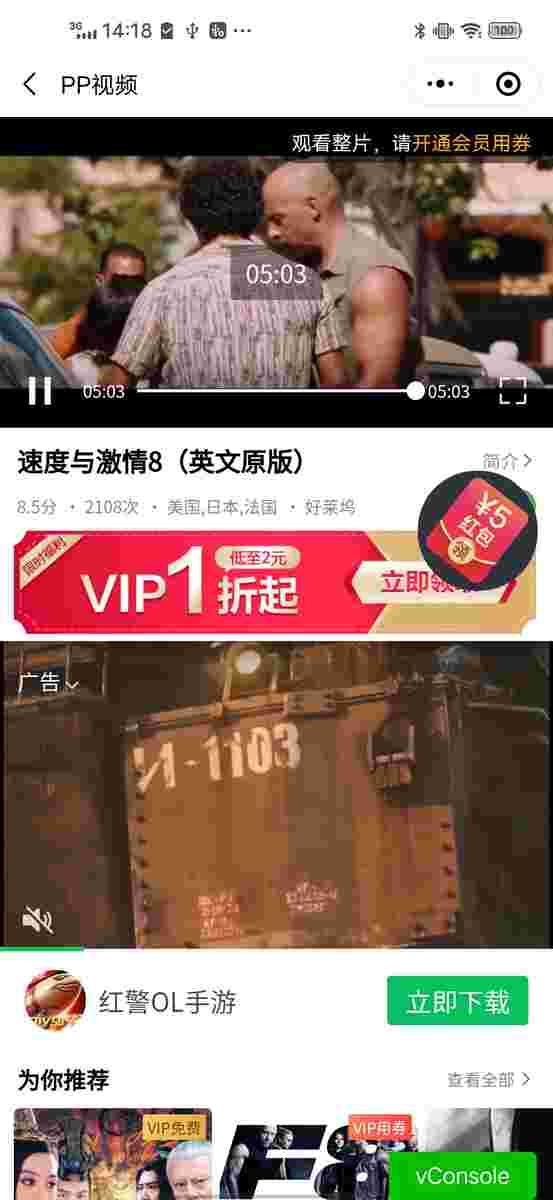 3G 14:18 100
PP视频
观看整片，请开通会员用券
05:03
05:03 05:03
速度与激情8（英文原版）
简介
8.5分 · 2108次 · 美国,日本,法国 · 好莱坞
¥5
红包
限时福利
VIP1折起
低至2元
立即领
广告
1-1103
红警OL手游
立即下载
为你推荐
查看全部
VIP免费
VIP用券
F8
vConsole